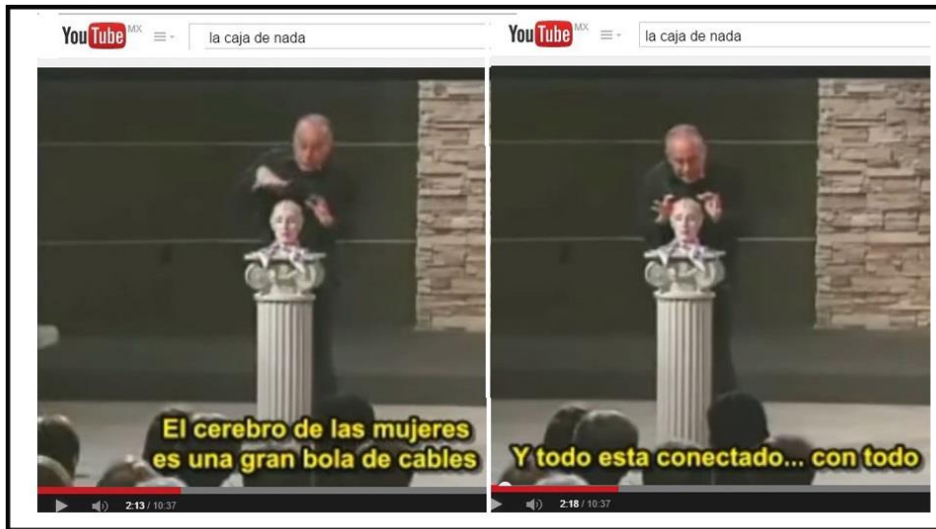 YouTube MX
la caja de nada
El cerebro de las mujeres
es una gran bola de cables
2:13 / 10:37
YouTube MX
la caja de nada
Y todo esta conectado... con todo
2:18 / 10:37